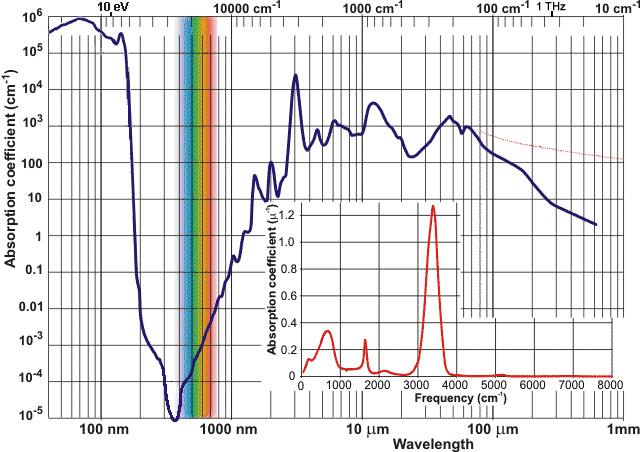 10 eV 10000 cm⁻¹ 1000 cm⁻¹ 100 cm⁻¹ 1 THz 10 cm⁻¹
Absorption coefficient (cm⁻¹)
10⁶
10⁵
10⁴
10³
100
10
1
0.1
0.01
10⁻³
10⁻⁴
10⁻⁵
100 nm 1000 nm 10 µm 100 µm 1mm
Wavelength
Absorption coefficient (µ⁻¹)
1.2
1.0
0.8
0.6
0.4
0.2
0
0 1000 2000 3000 4000 5000 6000 7000 8000
Frequency (cm⁻¹)